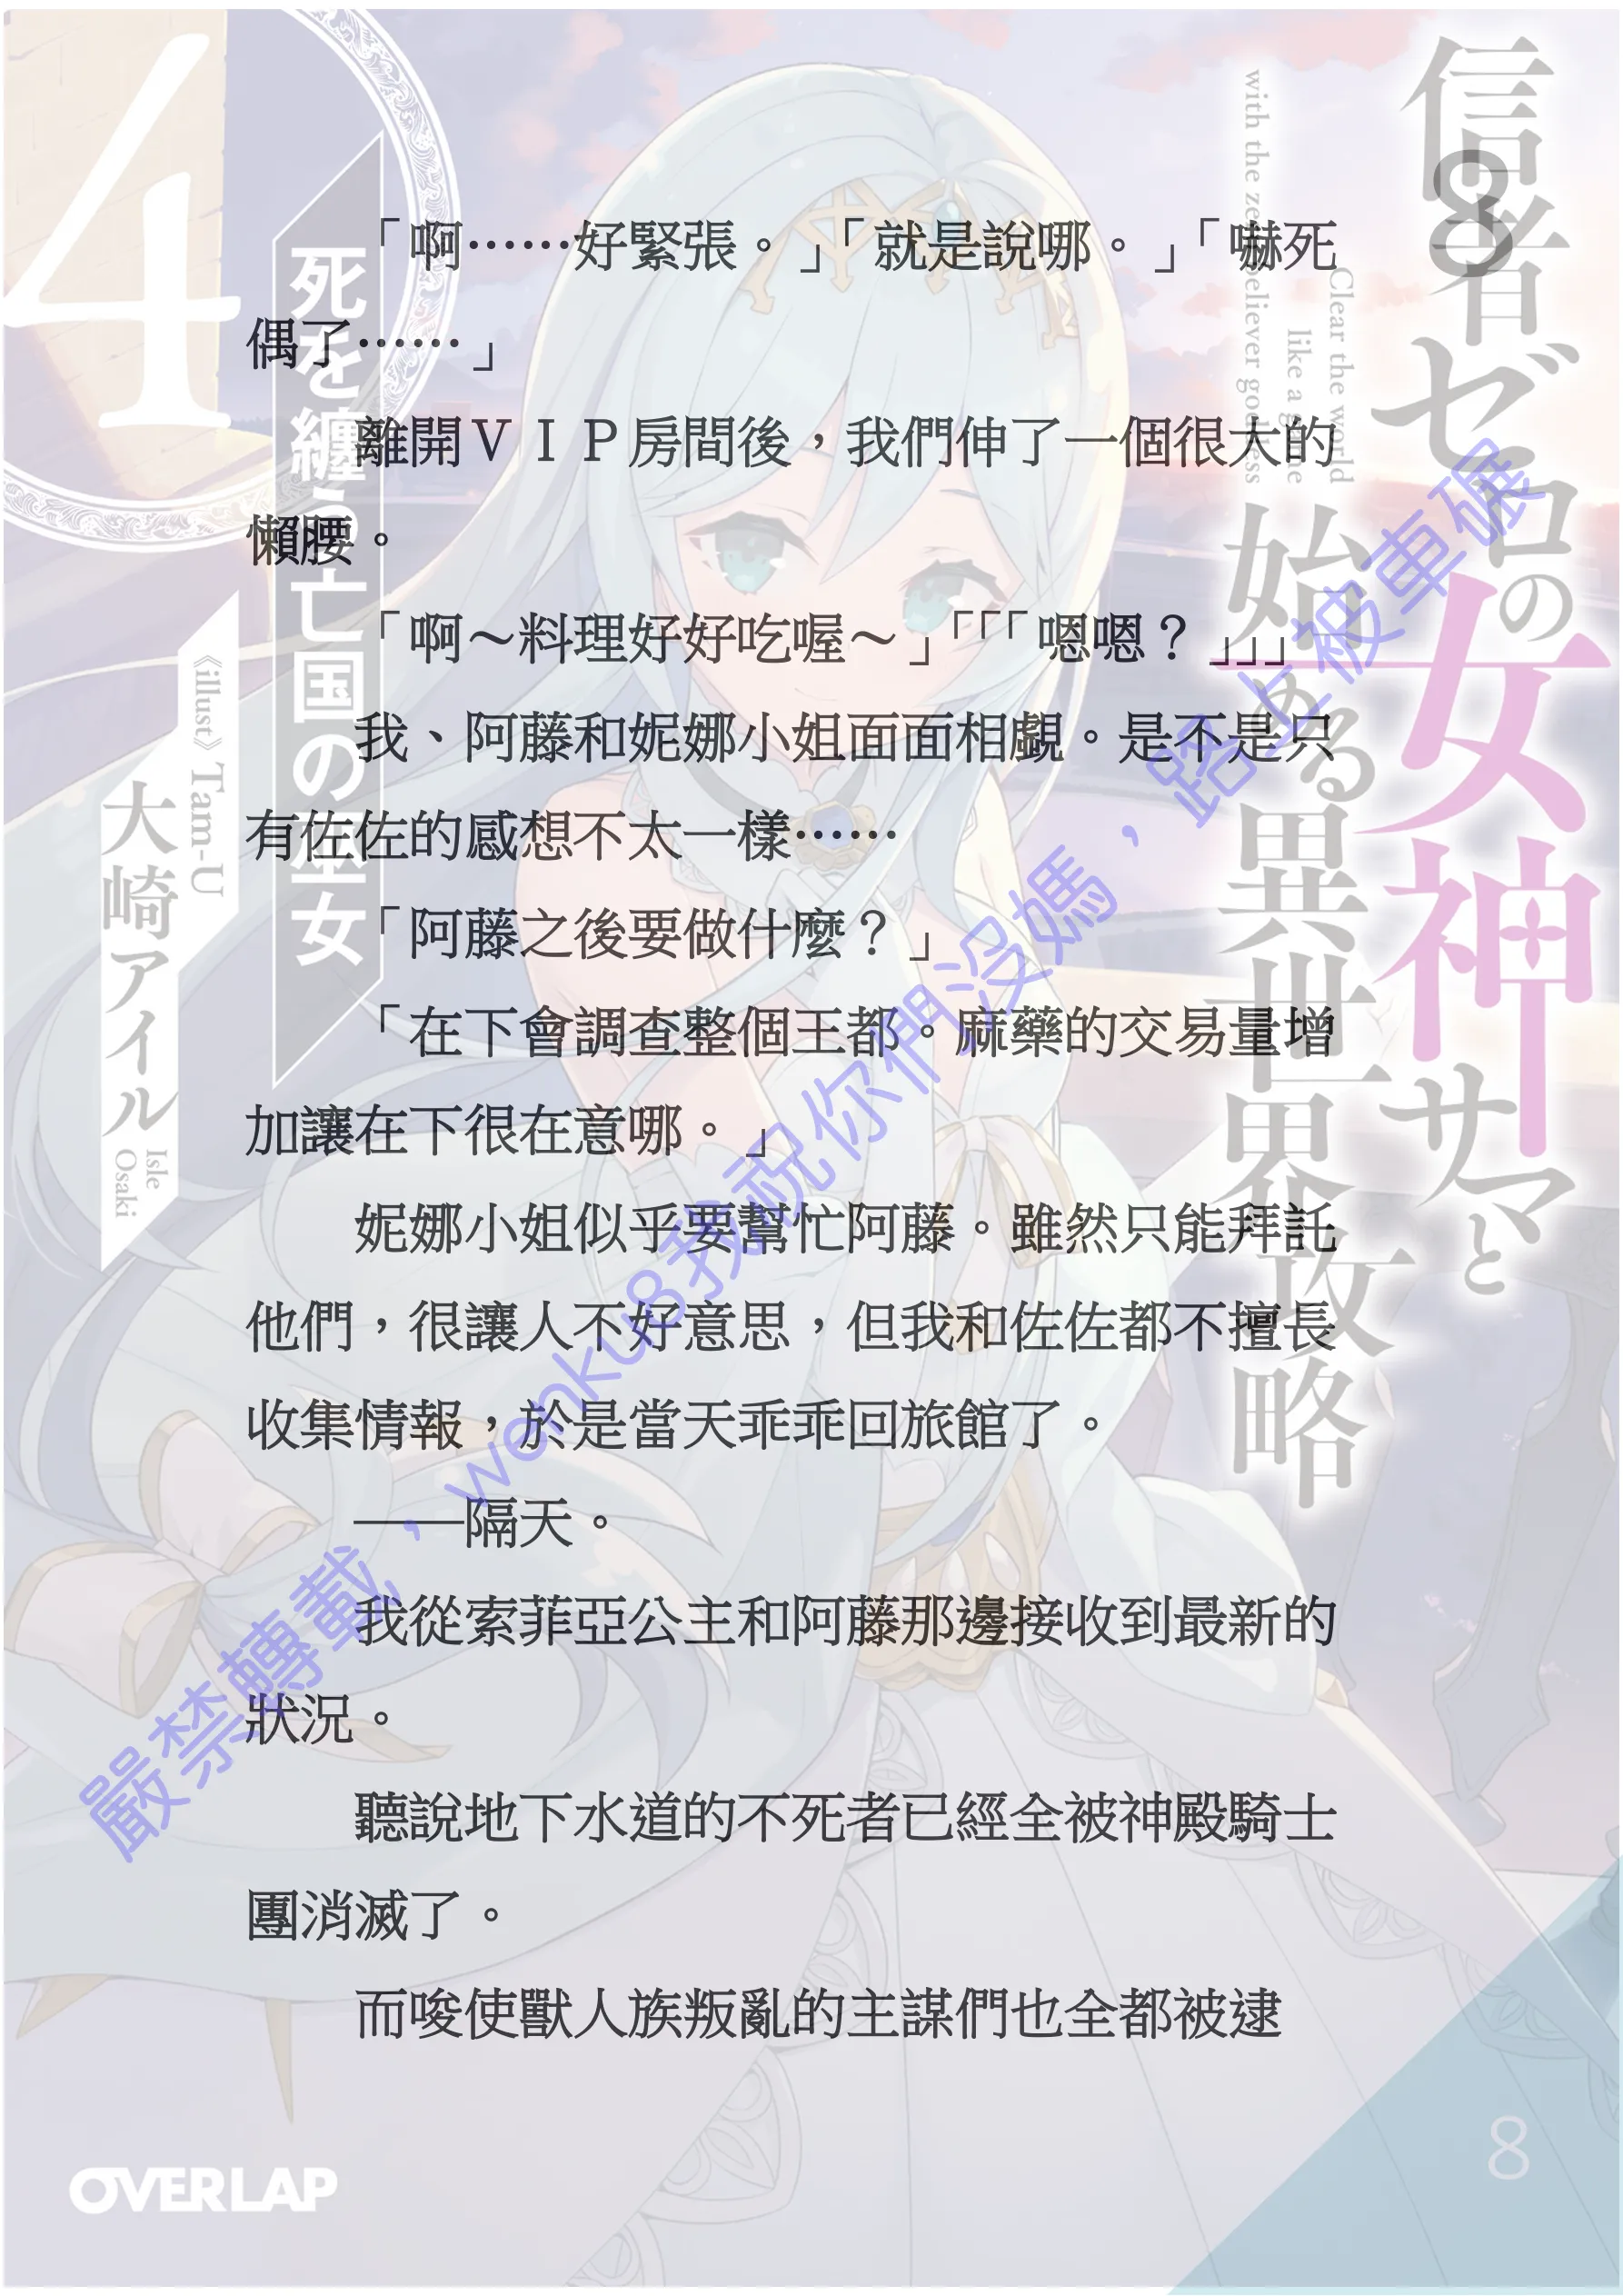 8
「啊⋯⋯好緊張。」「就是說哪。」「嚇死
偶了⋯⋯」
離開ＶＩＰ房間後，我們伸了一個很大的
懶腰。
「啊～料理好好吃喔～」「「「嗯嗯？」」」
我、阿藤和妮娜小姐面面相覷。是不是只
有佐佐的感想不太一樣⋯⋯
「阿藤之後要做什麼？」
「在下會調查整個王都。麻藥的交易量增
加讓在下很在意哪。」
妮娜小姐似乎要幫忙阿藤。雖然只能拜託
他們，很讓人不好意思，但我和佐佐都不擅長
收集情報，於是當天乖乖回旅館了。
——隔天。
我從索菲亞公主和阿藤那邊接收到最新的
狀況。
聽說地下水道的不死者已經全被神殿騎士
團消滅了。
而唆使獸人族叛亂的主謀們也全都被逮
嚴禁轉載，wenku8我祝你們沒媽，路上被車碾
信者ゼロの女神サマと
始める異世界攻略
Clear the world
like a game
with the zero believer goddess
4
死を纏う亡国の巫女
《illust》Tam-U
大崎アイル
Isle
Osaki
OVERLAP
8